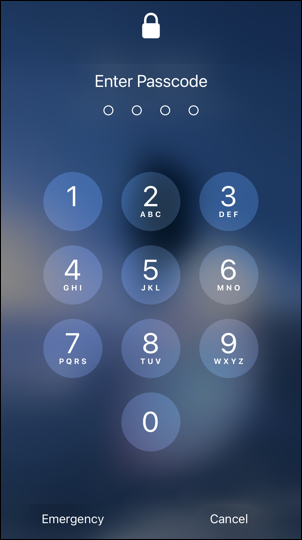 Enter Passcode
1 2 3
ABC DEF
4 5 6
GHI JKL MNO
7 8 9
PQRS TUV WXYZ
0
Emergency Cancel